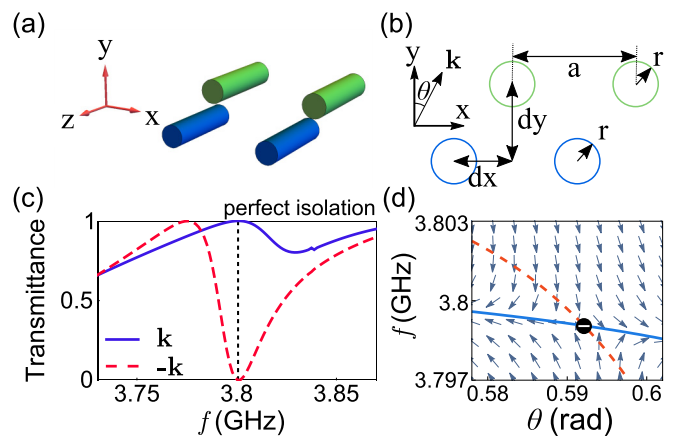 (a)
y
z
x
(b)
y
k
θ
x
a
r
dy
r
dx
(c)
perfect isolation
1
0.5
0
Transmittance
k
-k
3.75
3.8
3.85
f (GHz)
(d)
3.803
3.8
3.797
f (GHz)
0.58
0.59
0.6
θ (rad)